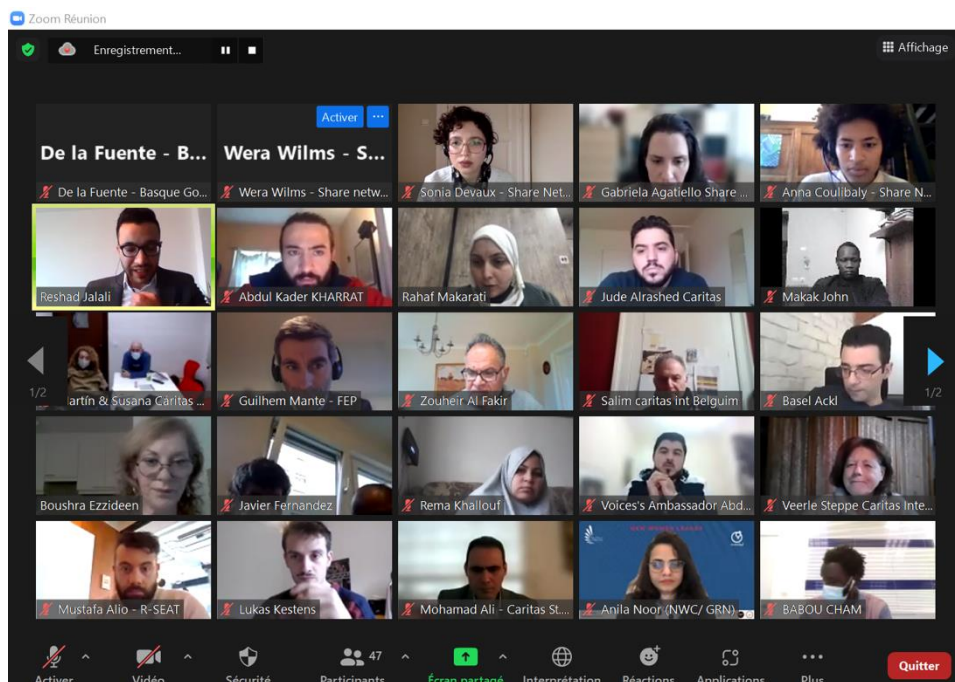 Zoom Réunion
Enregistrement...
Affichage
Activer
De la Fuente - B...
Wera Wilms - S...
De la Fuente - Basque Go...
Wera Wilms - Share netw...
Sonia Devaux - Share Net...
Gabriela Agatiello Share ...
Anna Coulibaly - Share N...
Reshad Jalali
Abdul Kader KHARRAT
Rahaf Makarati
Jude Alrashed Caritas
Makak John
1/2
artín & Susana Cáritas ...
Guilhem Mante - FEP
Zouheir Al Fakir
Salim caritas int Belguim
Basel Ackl
1/2
Boushra Ezzideen
Javier Fernandez
Rema Khallouf
Voices's Ambassador Abd...
Veerle Steppe Caritas Inte...
Mustafa Alio - R-SEAT
Lukas Kestens
Mohamad Ali - Caritas St....
Anila Noor (NWC/ GRN)
BABOU CHAM
47
Activer
Vidéo
Sécurité
Participants
Écran partagé
Interprétation
Réactions
Applications
Plus
Quitter